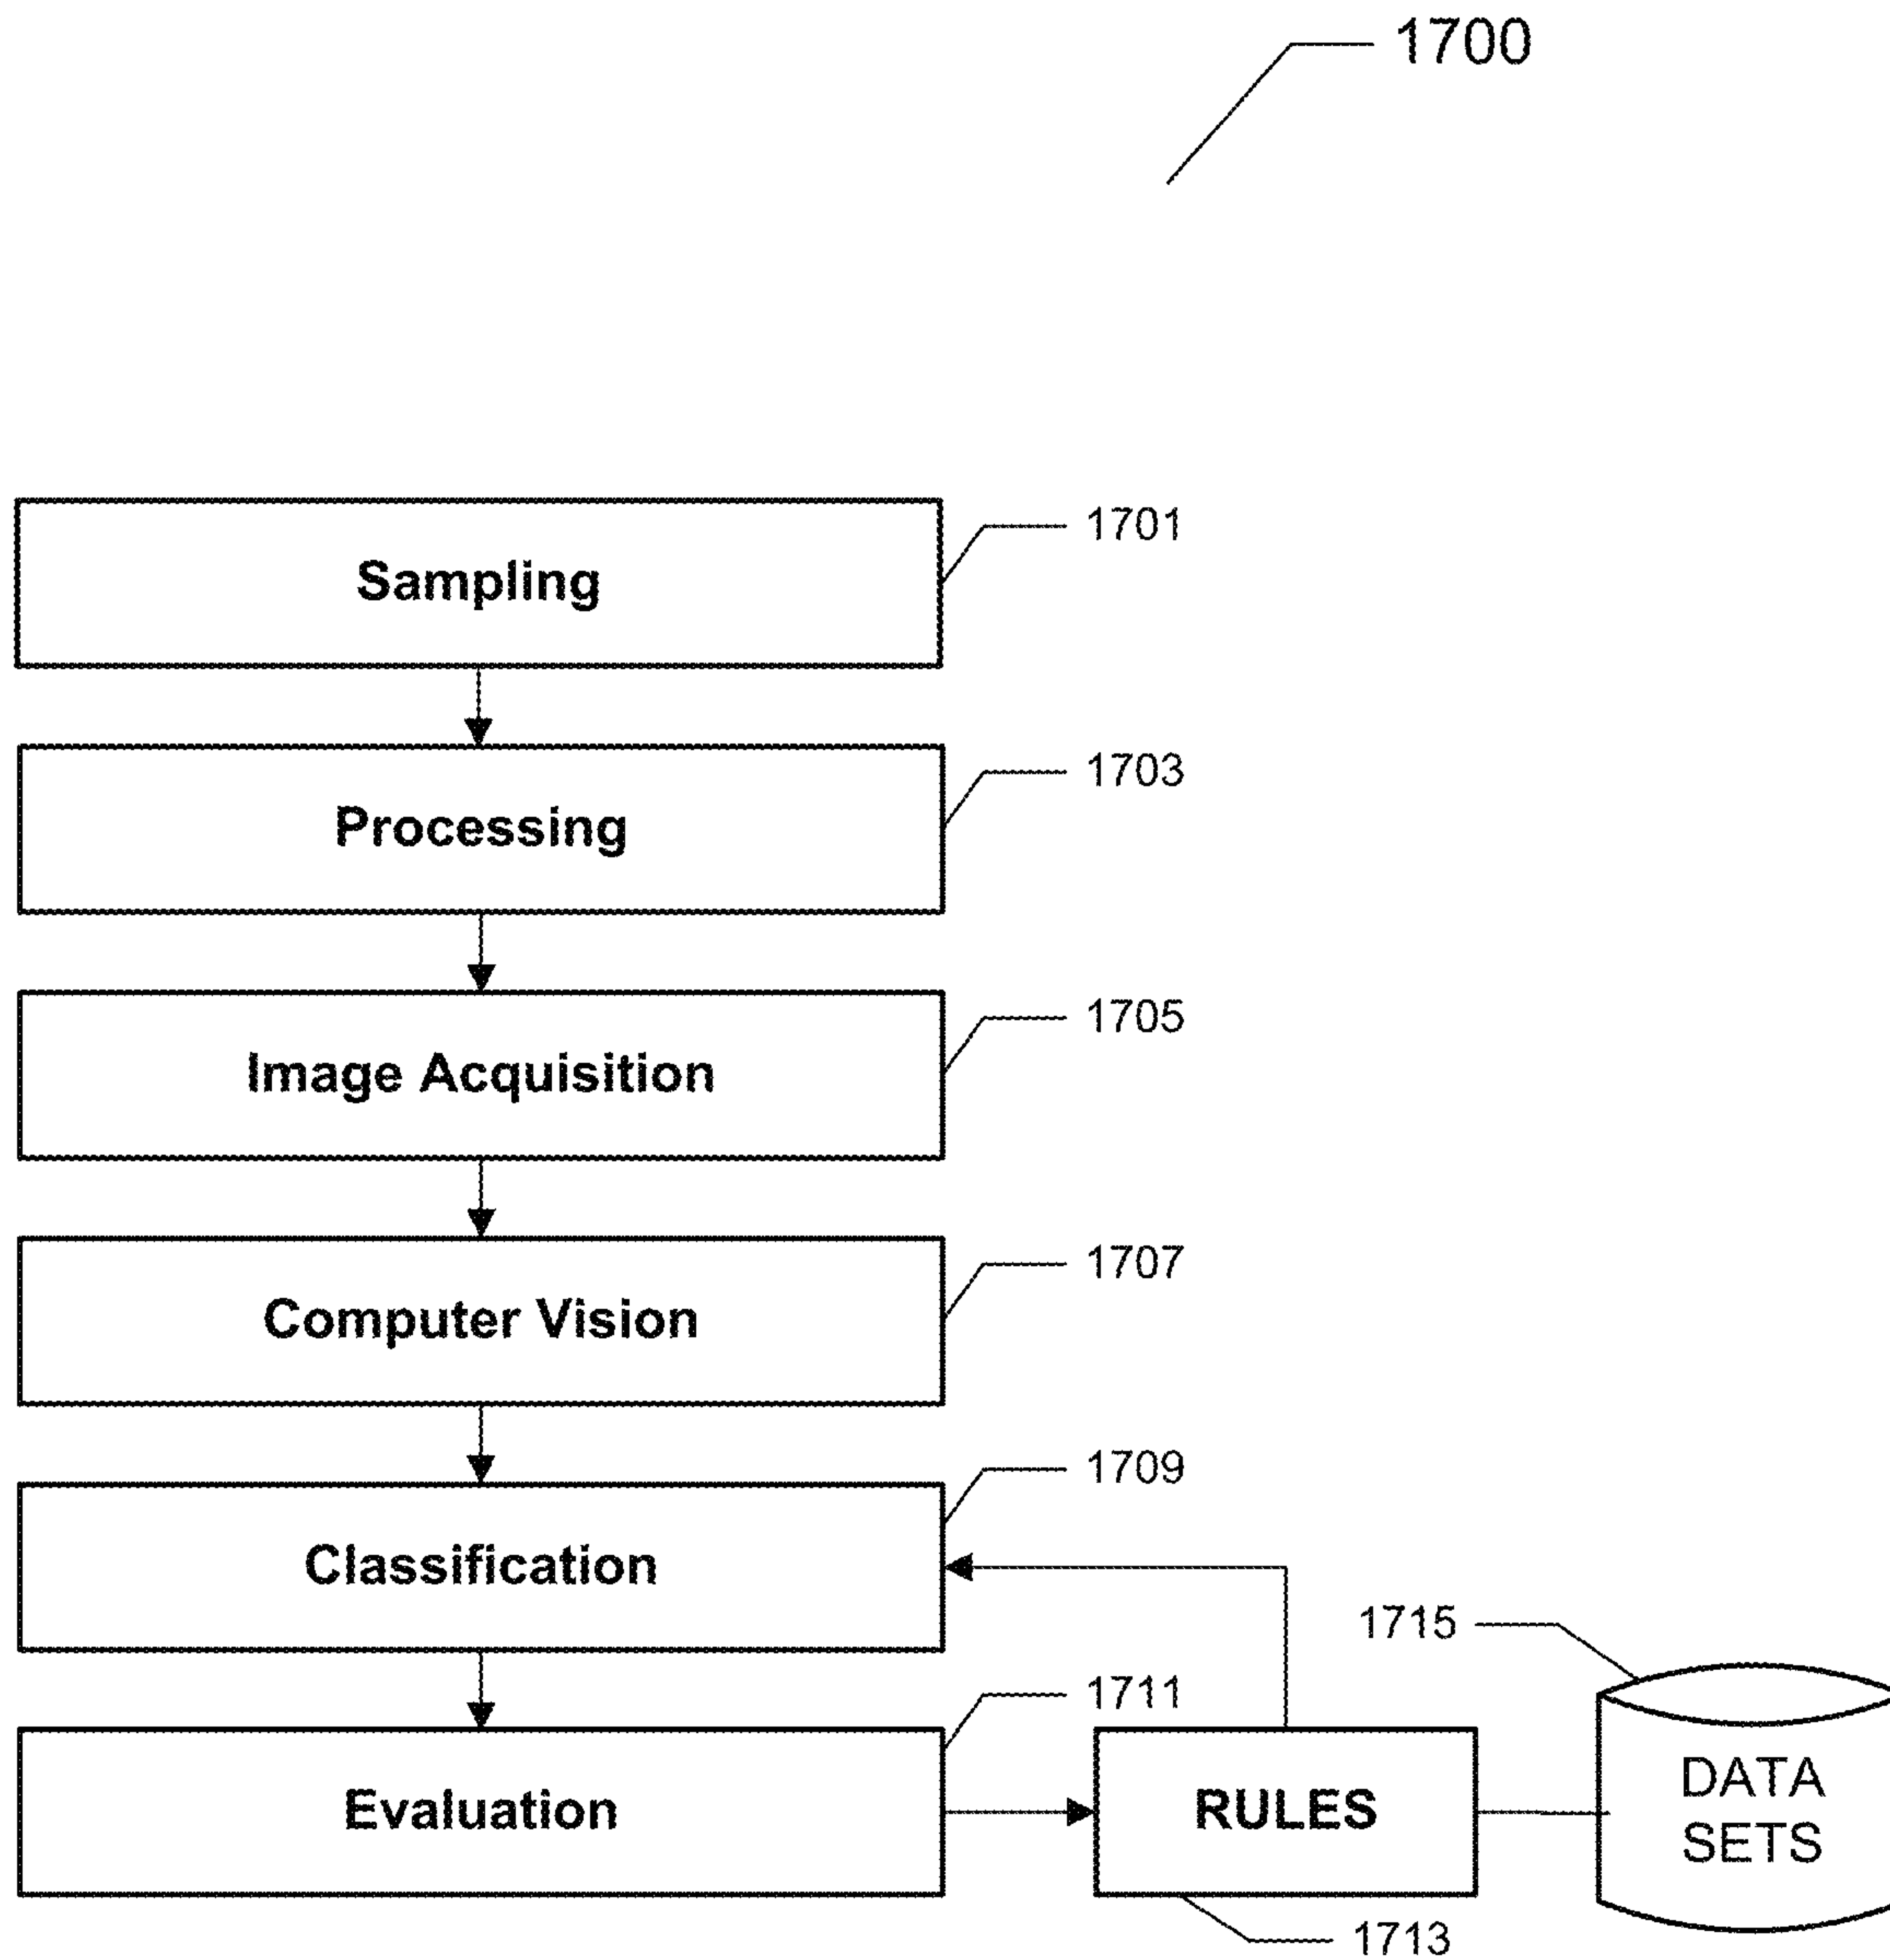 1700
Sampling
1701
Processing
1703
Image Acquisition
1705
Computer Vision
1707
Classification
1709
Evaluation
1711
RULES
1713
1715
DATA
SETS